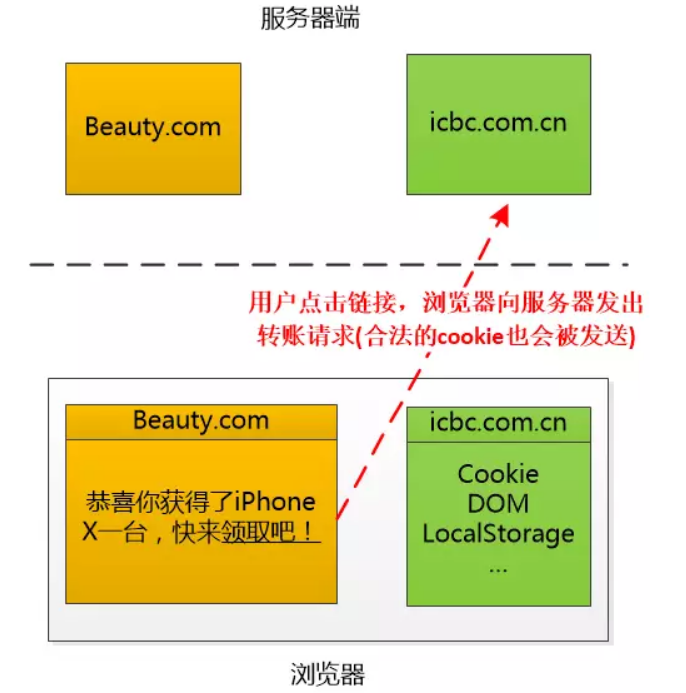 服务器端
Beauty.com
icbc.com.cn
用户点击链接，浏览器向服务器发出
转账请求(合法的cookie也会被发送)
Beauty.com
恭喜你获得了iPhone
X一台，快来领取吧！
icbc.com.cn
Cookie
DOM
LocalStorage
...
浏览器